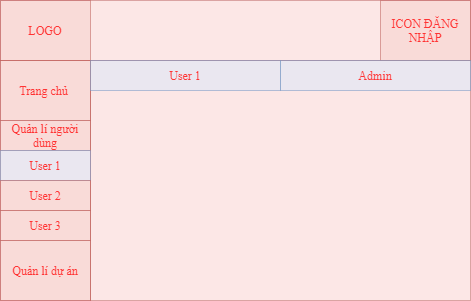 LOGO
ICON ĐĂNG
NHẬP
Trang chủ
User 1
Admin
Quản lí người
dùng
User 1
User 2
User 3
Quản lí dự án